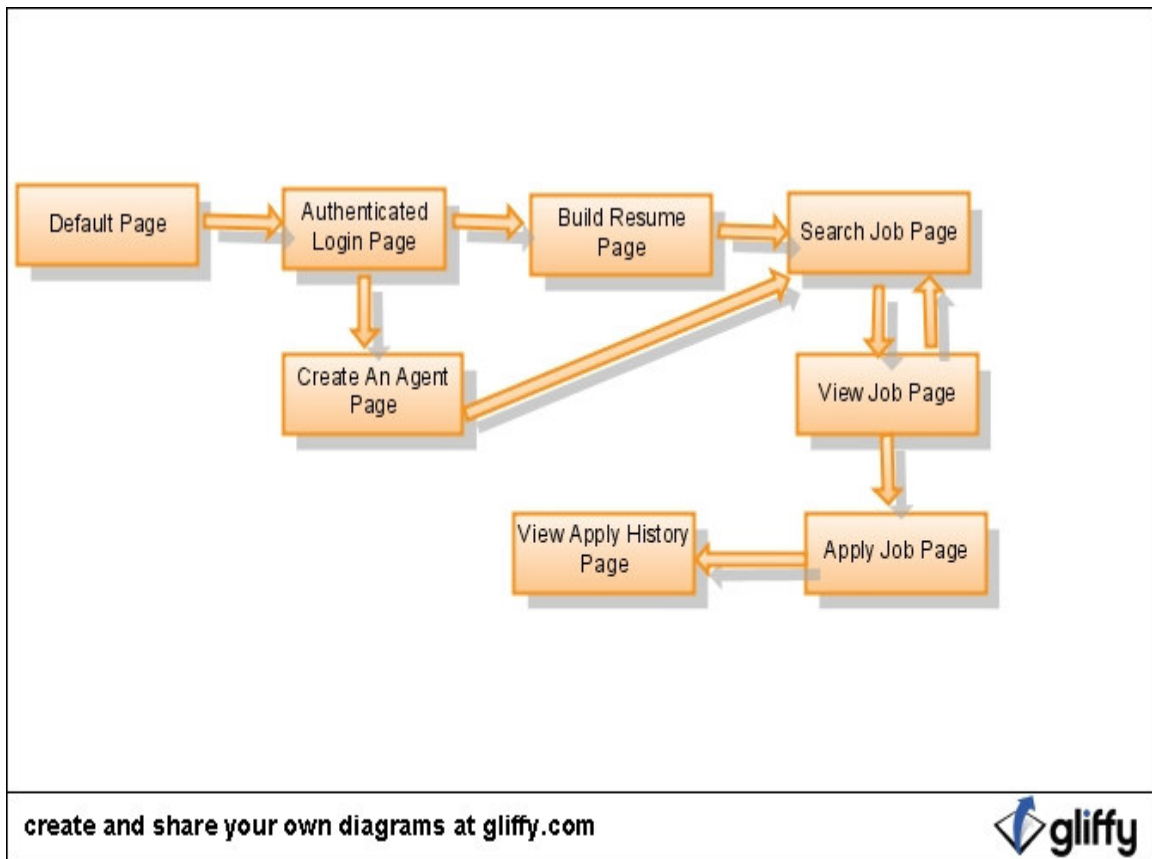 Default Page
Authenticated
Login Page
Build Resume
Page
Search Job Page
Create An Agent
Page
View Job Page
View Apply History
Page
Apply Job Page
create and share your own diagrams at gliffy.com
gliffy